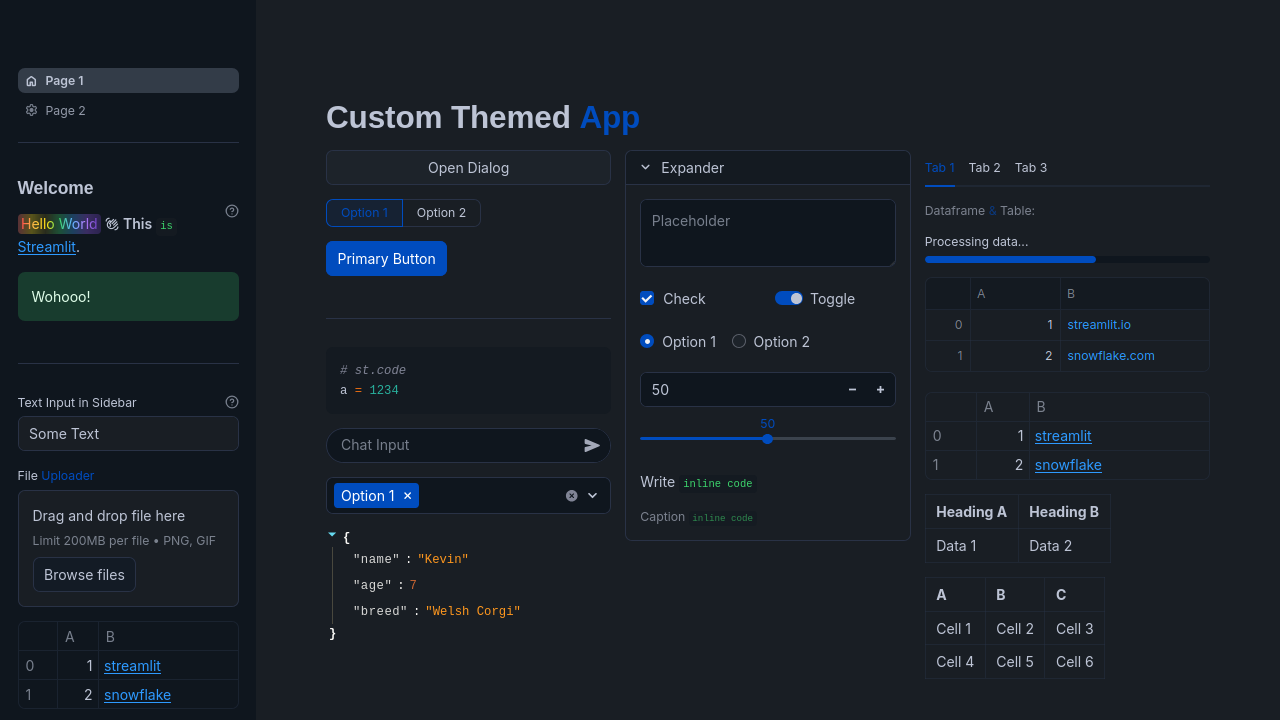 Page 1
Page 2
Welcome
Hello World 👋 This is
Streamlit.
Wohooo!
Text Input in Sidebar
Some Text
File Uploader
Drag and drop file here
Limit 200MB per file • PNG, GIF
Browse files
A B
0 1 streamlit
1 2 snowflake
Custom Themed App
Open Dialog
Option 1 Option 2
Primary Button
# st.code
a = 1234
Chat Input
Option 1
{
"name" : "Kevin"
"age" : 7
"breed" : "Welsh Corgi"
}
Expander
Placeholder
Check Toggle
Option 1 Option 2
50
50
Write inline code
Caption inline code
Tab 1 Tab 2 Tab 3
Dataframe & Table:
Processing data...
A B
0 1 streamlit.io
1 2 snowflake.com
A B
0 1 streamlit
1 2 snowflake
Heading A Heading B
Data 1 Data 2
A B C
Cell 1 Cell 2 Cell 3
Cell 4 Cell 5 Cell 6